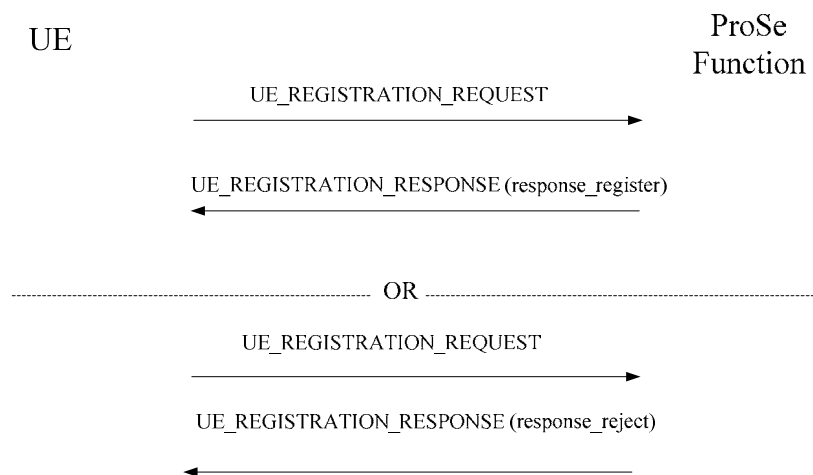 UE
ProSe
Function
UE_REGISTRATION_REQUEST
UE_REGISTRATION_RESPONSE (response_register)
OR
UE_REGISTRATION_REQUEST
UE_REGISTRATION_RESPONSE (response_reject)